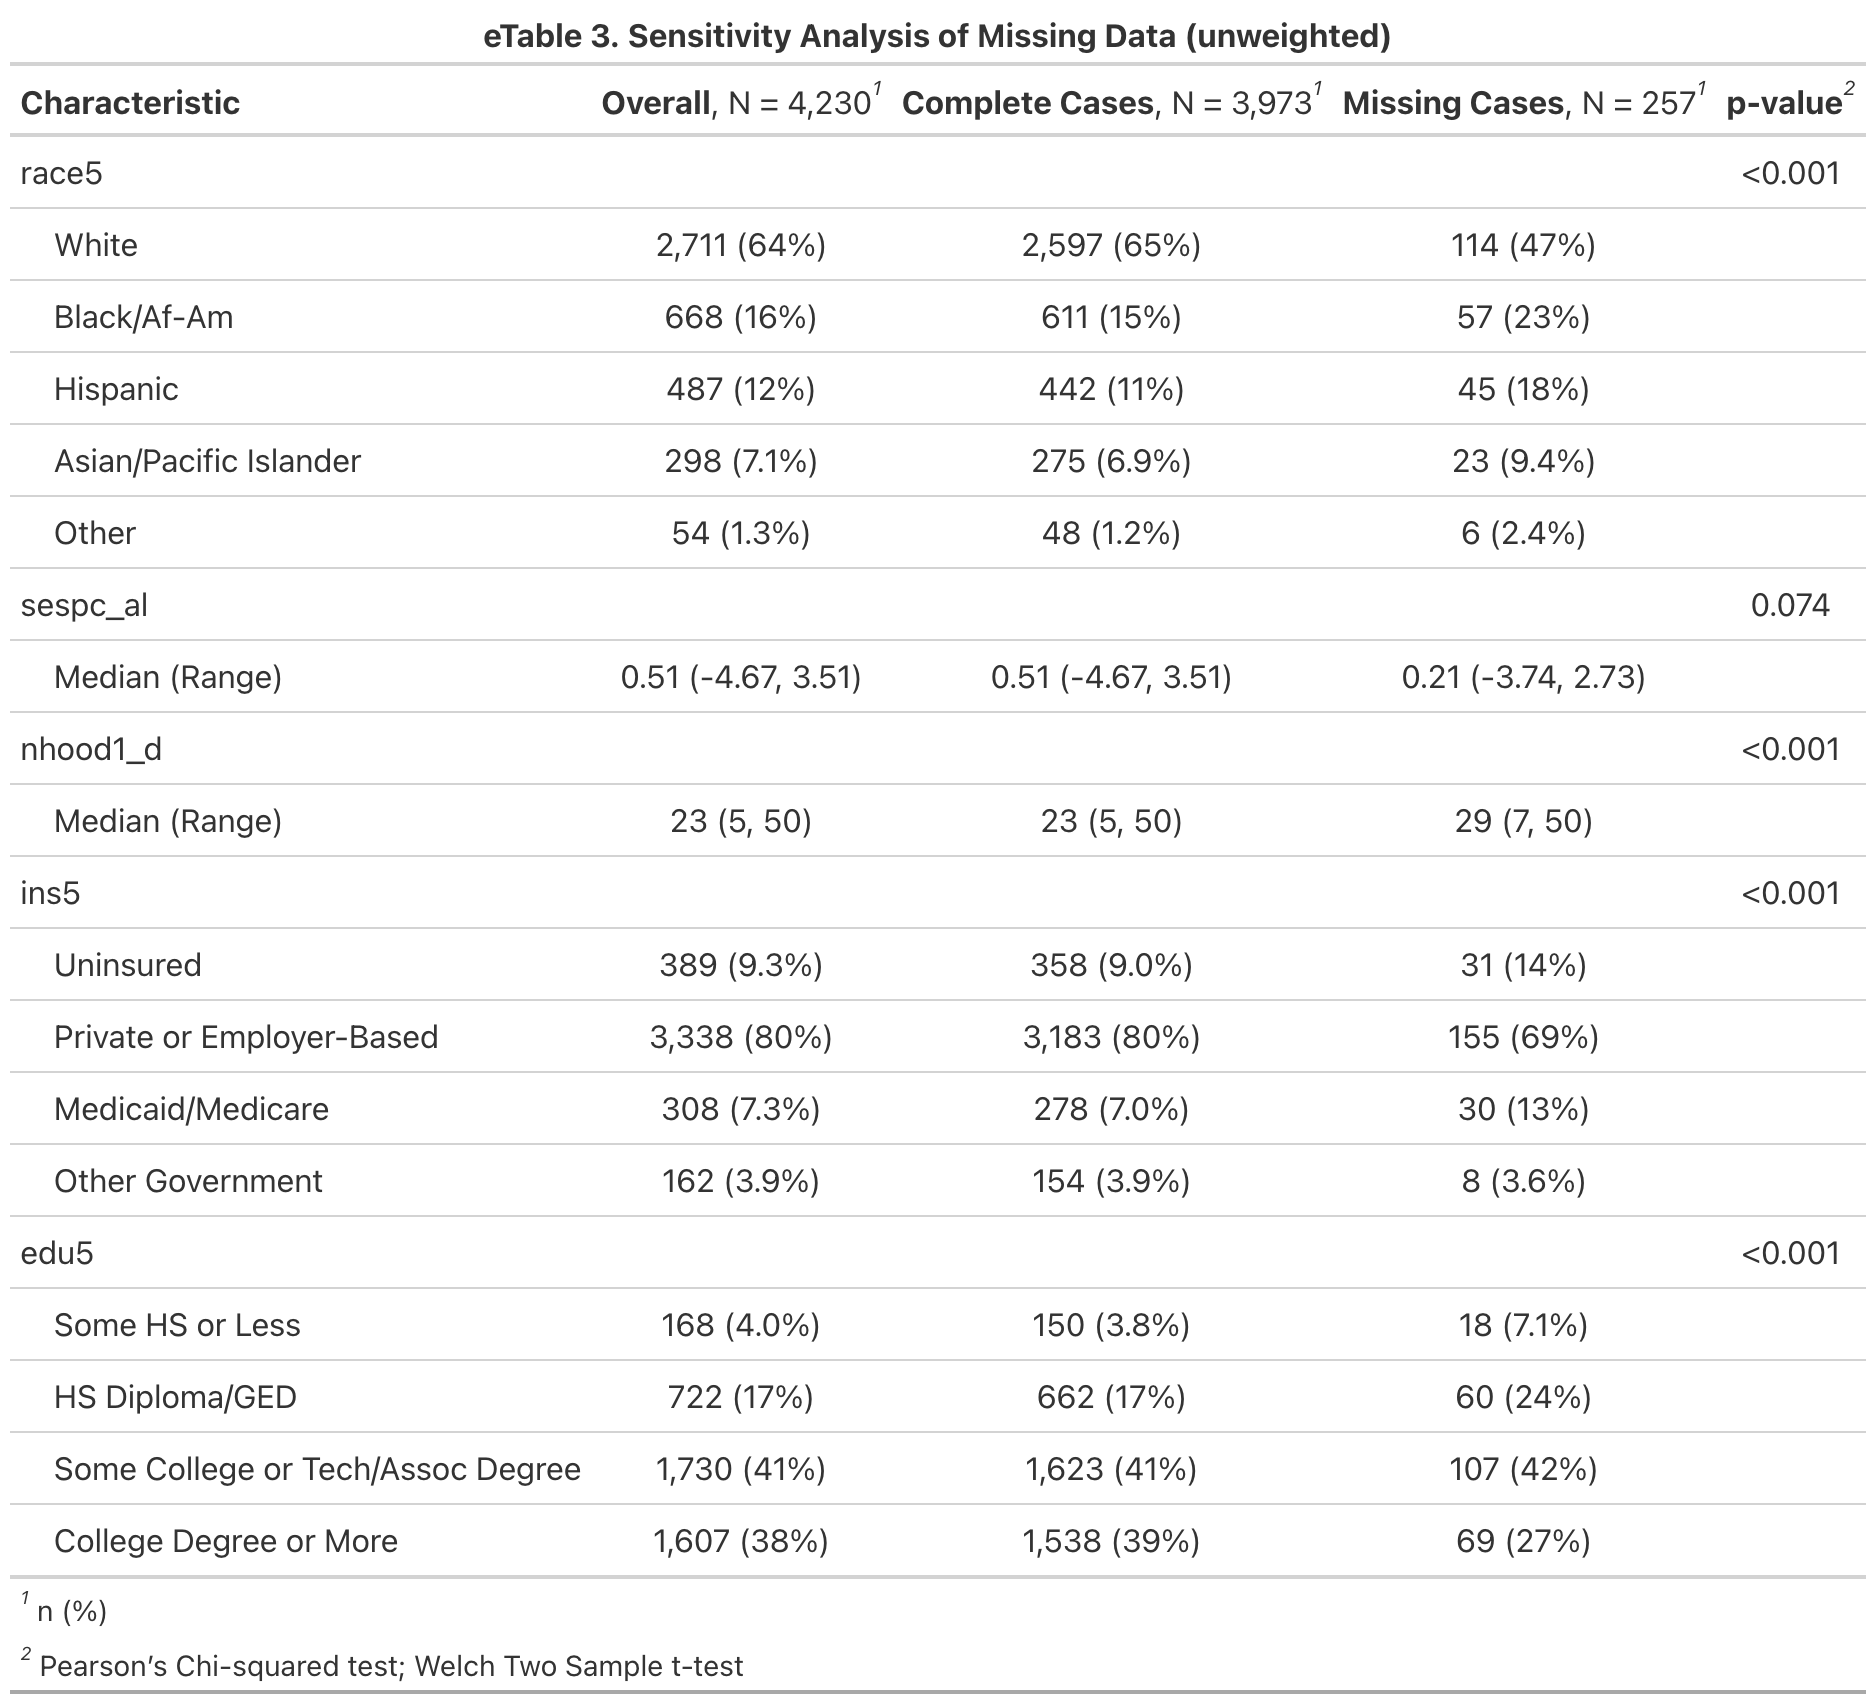 eTable 3. Sensitivity Analysis of Missing Data (unweighted)
Characteristic Overall, N = 4,230¹ Complete Cases, N = 3,973¹ Missing Cases, N = 257¹ p-value²
race5 <0.001
White 2,711 (64%) 2,597 (65%) 114 (47%)
Black/Af-Am 668 (16%) 611 (15%) 57 (23%)
Hispanic 487 (12%) 442 (11%) 45 (18%)
Asian/Pacific Islander 298 (7.1%) 275 (6.9%) 23 (9.4%)
Other 54 (1.3%) 48 (1.2%) 6 (2.4%)
sespc_al 0.074
Median (Range) 0.51 (-4.67, 3.51) 0.51 (-4.67, 3.51) 0.21 (-3.74, 2.73)
nhood1_d <0.001
Median (Range) 23 (5, 50) 23 (5, 50) 29 (7, 50)
ins5 <0.001
Uninsured 389 (9.3%) 358 (9.0%) 31 (14%)
Private or Employer-Based 3,338 (80%) 3,183 (80%) 155 (69%)
Medicaid/Medicare 308 (7.3%) 278 (7.0%) 30 (13%)
Other Government 162 (3.9%) 154 (3.9%) 8 (3.6%)
edu5 <0.001
Some HS or Less 168 (4.0%) 150 (3.8%) 18 (7.1%)
HS Diploma/GED 722 (17%) 662 (17%) 60 (24%)
Some College or Tech/Assoc Degree 1,730 (41%) 1,623 (41%) 107 (42%)
College Degree or More 1,607 (38%) 1,538 (39%) 69 (27%)
¹ n (%)
² Pearson's Chi-squared test; Welch Two Sample t-test